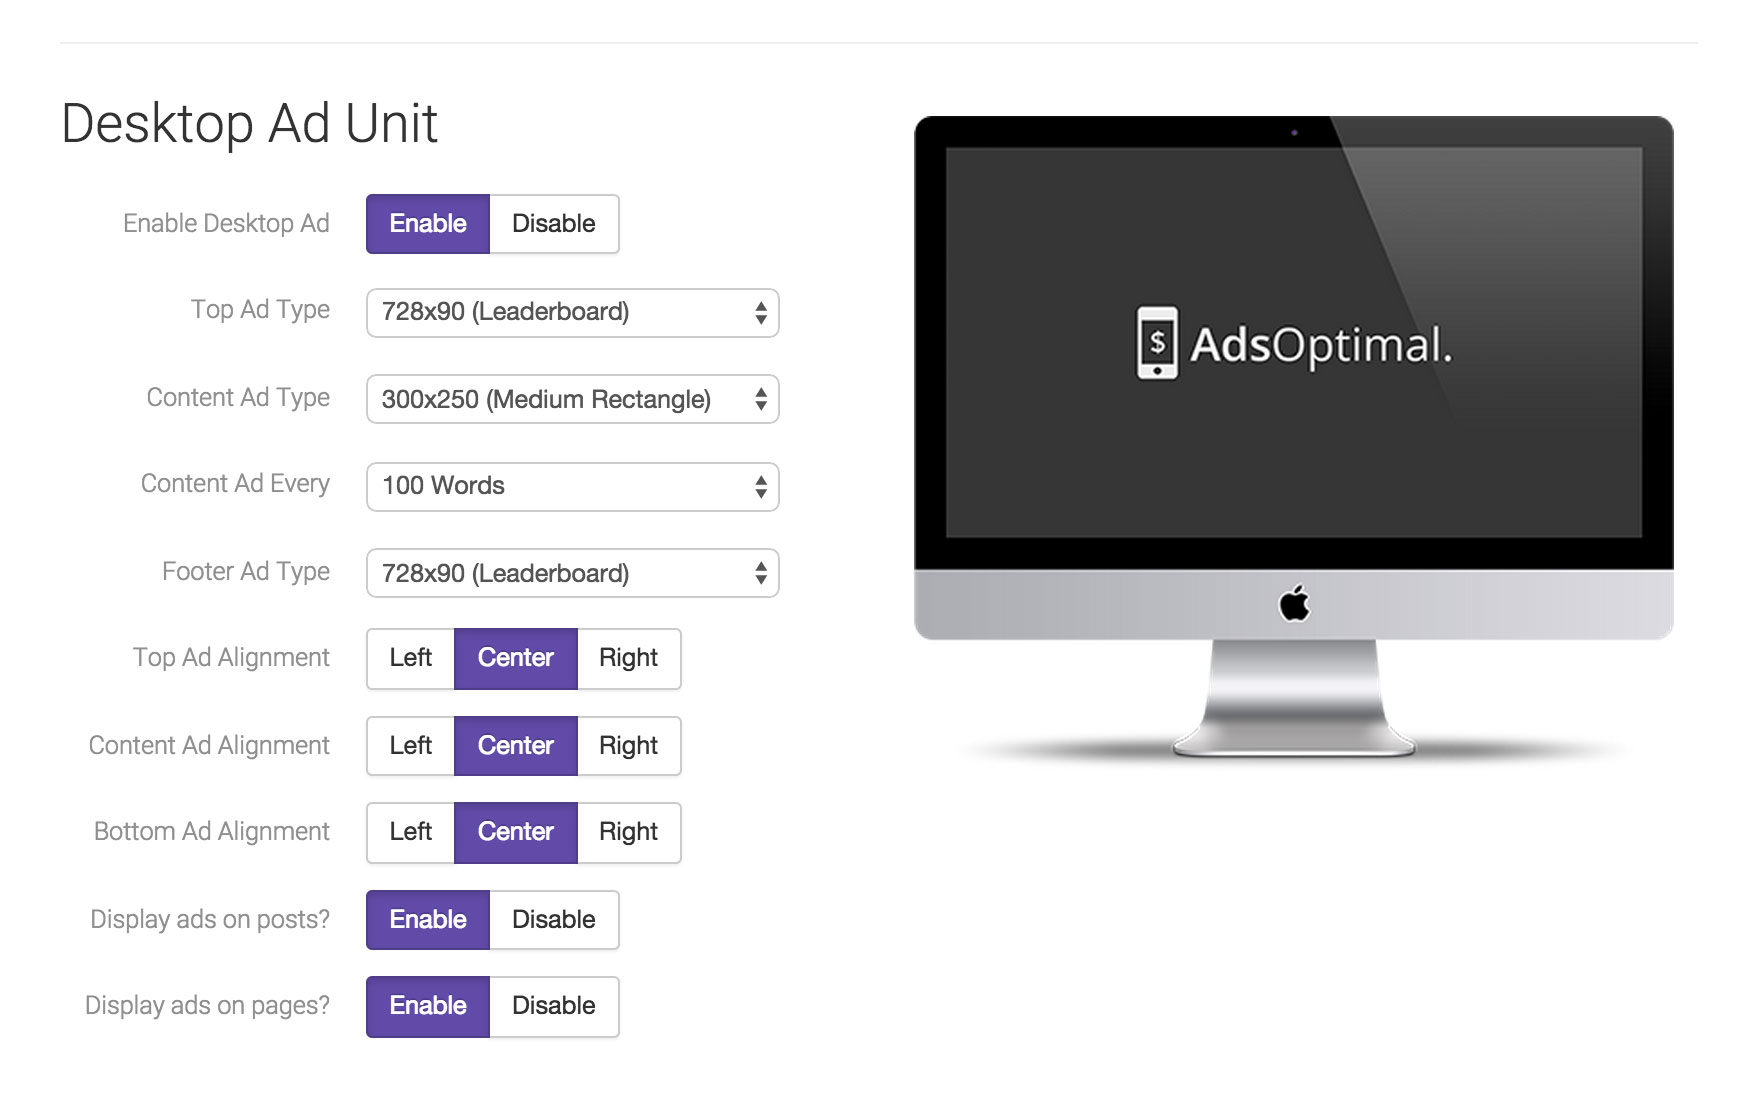 Desktop Ad Unit
Enable Desktop Ad Enable Disable
Top Ad Type 728x90 (Leaderboard)
Content Ad Type 300x250 (Medium Rectangle)
Content Ad Every 100 Words
Footer Ad Type 728x90 (Leaderboard)
Top Ad Alignment Left Center Right
Content Ad Alignment Left Center Right
Bottom Ad Alignment Left Center Right
Display ads on posts? Enable Disable
Display ads on pages? Enable Disable
$ AdsOptimal.